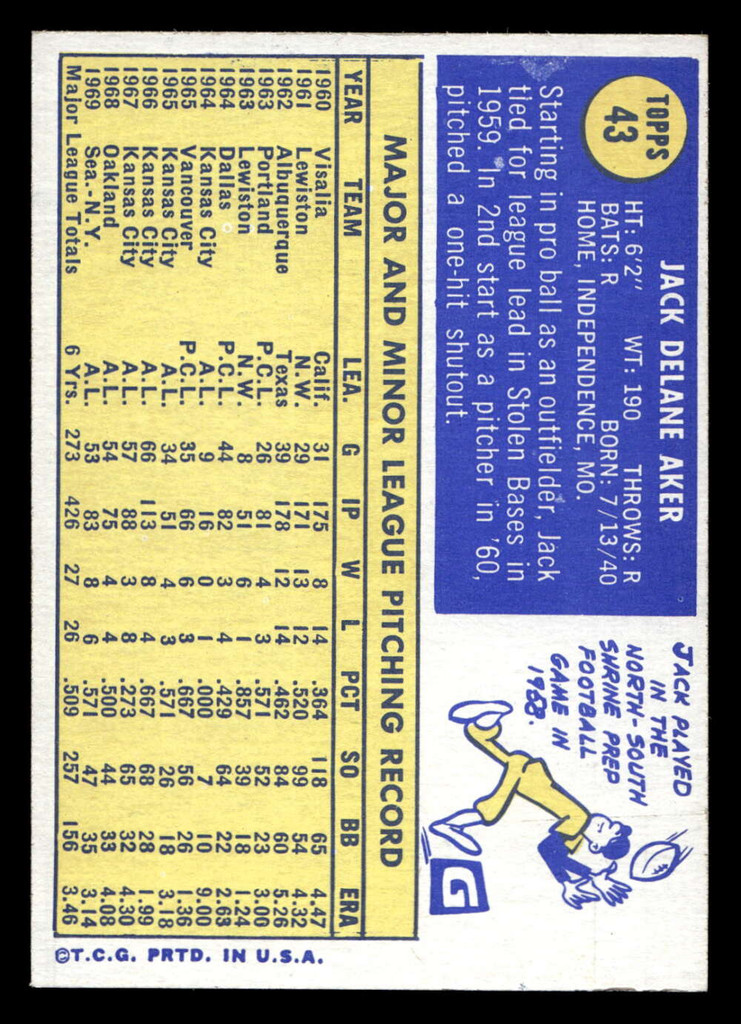 TOPPS
43
JACK DELANE AKER
HT: 6'2" WT: 190 THROWS: R
BATS: R BORN: 7/13/40
HOME, INDEPENDENCE, MO.
Starting in pro ball as an outfielder, Jack
tied for league lead in Stolen Bases in
1959. In 2nd start as a pitcher in '60,
pitched a one-hit shutout.
JACK PLAYED
IN THE
NORTH-SOUTH
SHRINE PREP
FOOTBALL
GAME IN
1958.
G
MAJOR AND MINOR LEAGUE PITCHING RECORD
YEAR TEAM LEA. G IP W L PCT SO BB ERA
1960 Visalia Calif. 31 175 8 14 .364 118 65 4.47
1961 Lewiston N.W. 29 171 13 12 .520 99 54 4.32
1962 Albuquerque Texas 39 178 12 14 .462 84 60 5.26
1963 Portland P.C.L. 26 81 4 3 .571 52 23 3.00
1963 Lewiston N.W. 8 51 6 1 .857 39 18 1.24
1964 Dallas P.C.L. 44 82 3 4 .429 64 22 2.63
1964 Kansas City A.L. 9 16 0 1 .000 7 10 9.00
1965 Vancouver P.C.L. 35 66 6 3 .667 56 26 1.36
1965 Kansas City A.L. 34 51 4 3 .571 26 18 3.18
1966 Kansas City A.L. 66 113 8 4 .667 68 28 1.99
1967 Kansas City A.L. 57 88 3 8 .273 65 32 4.30
1968 Oakland A.L. 54 75 4 4 .500 44 33 4.08
1969 Sea.-N.Y. A.L. 53 83 8 6 .571 47 35 3.14
Major League Totals 6 Yrs. 273 426 27 26 .509 257 156 3.46
©T.C.G. PRTD. IN U.S.A.